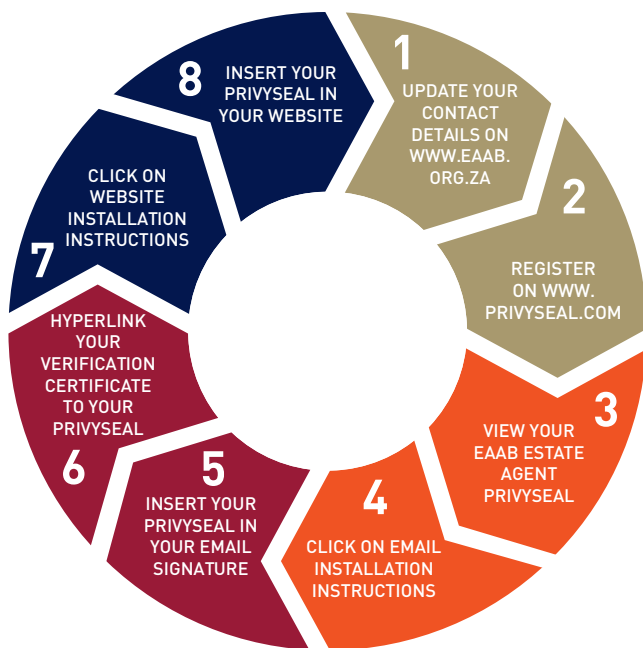 1
UPDATE YOUR
CONTACT
DETAILS ON
WWW.EAAB.
ORG.ZA
2
REGISTER
ON WWW.
PRIVYSEAL.COM
3
VIEW YOUR
EAAB ESTATE
AGENT
PRIVYSEAL
4
CLICK ON EMAIL
INSTALLATION
INSTRUCTIONS
5
INSERT YOUR
PRIVYSEAL IN
YOUR EMAIL
SIGNATURE
HYPERLINK
YOUR
VERIFICATION
CERTIFICATE
TO YOUR
PRIVYSEAL
6
CLICK ON
WEBSITE
INSTALLATION
INSTRUCTIONS
7
8
INSERT YOUR
PRIVYSEAL IN
YOUR WEBSITE